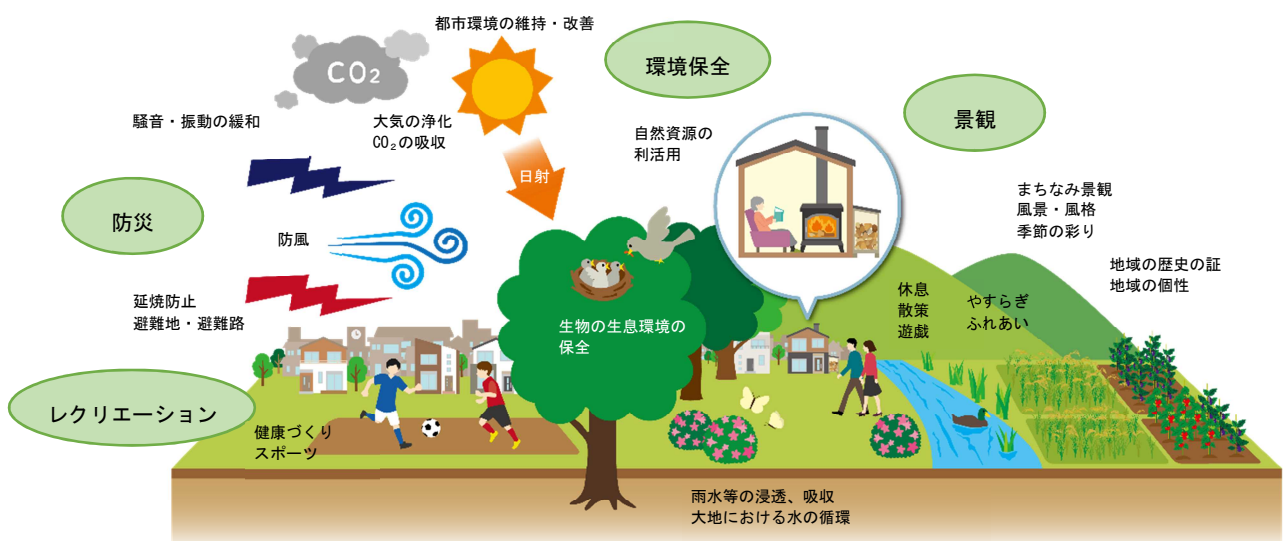 都市環境の維持・改善
環境保全
CO2
騒音・振動の緩和
大気の浄化
CO₂の吸収
自然資源の
利活用
景観
日射
防災
防風
まちなみ景観
風景・風格
季節の彩り
地域の歴史の証
地域の個性
延焼防止
避難地・避難路
生物の生息環境の
保全
休息
散策
遊戯
やすらぎ
ふれあい
レクリエーション
健康づくり
スポーツ
雨水等の浸透、吸収
大地における水の循環